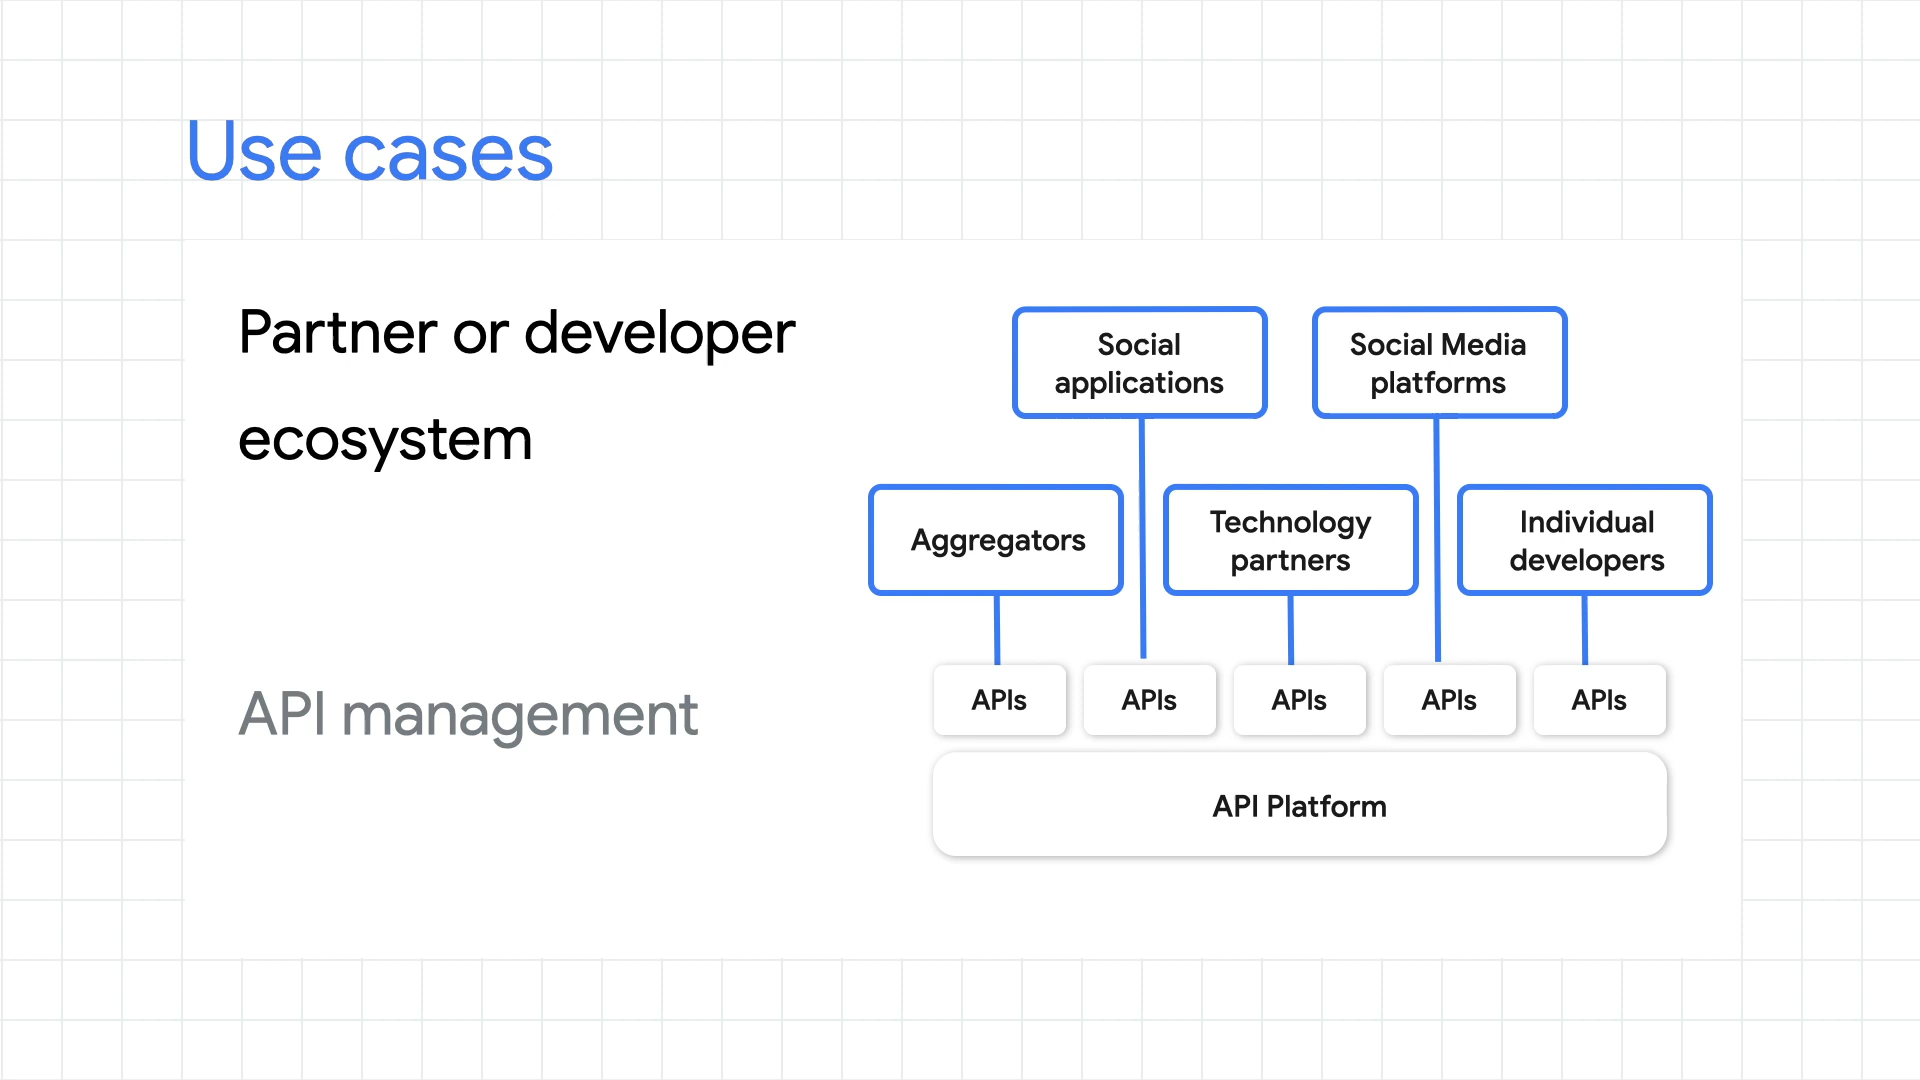 Use cases
Partner or developer
ecosystem
Social
applications
Social Media
platforms
Aggregators
Technology
partners
Individual
developers
API management
APIs
APIs
APIs
APIs
APIs
API Platform